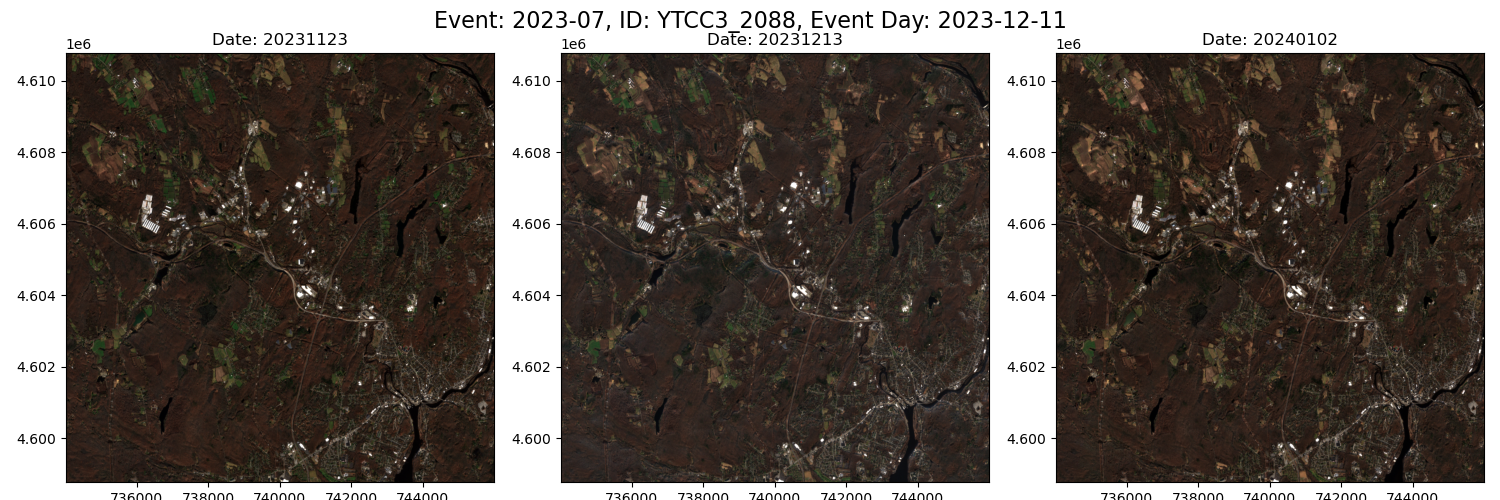 Event: 2023-07, ID: YTCC3_2088, Event Day: 2023-12-11
1e6 Date: 20231123
1e6 Date: 20231213
1e6 Date: 20240102
4.610 4.610 4.610
4.608 4.608 4.608
4.606 4.606 4.606
4.604 4.604 4.604
4.602 4.602 4.602
4.600 4.600 4.600
736000 738000 740000 742000 744000
736000 738000 740000 742000 744000
736000 738000 740000 742000 744000